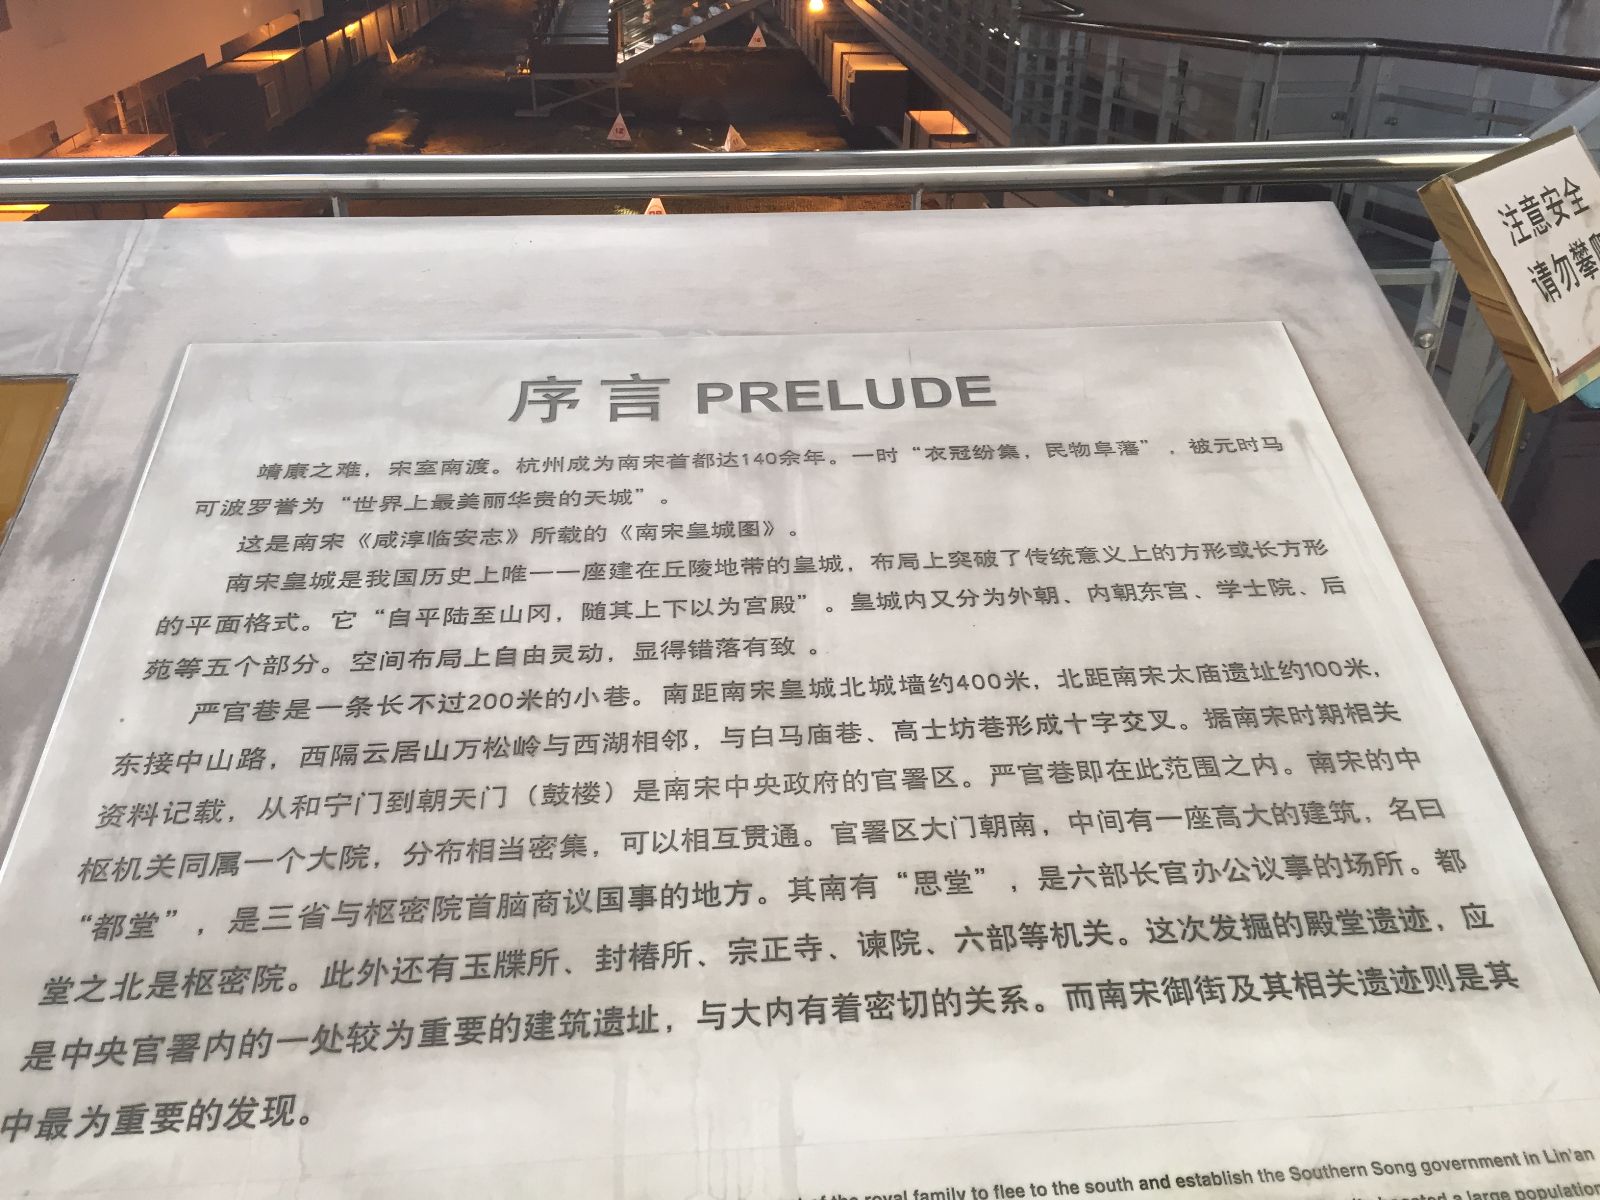 注意安全
请勿攀
序言 PRELUDE
靖康之难，宋室南渡。杭州成为南宋首都达140余年。一时“衣冠纷集，民物阜藩”，被元时马
可波罗誉为“世界上最美丽华贵的天城”。
这是南宋《咸淳临安志》所载的《南宋皇城图》。
南宋皇城是我国历史上唯一一座建在丘陵地带的皇城，布局上突破了传统意义上的方形或长方形
的平面格式。它“自平陆至山冈，随其上下以为宫殿”。皇城内又分为外朝、内朝东宫、学士院、后
苑等五个部分。空间布局上自由灵动，显得错落有致 。
严官巷是一条长不过200米的小巷。南距南宋皇城北城墙约400米，北距南宋太庙遗址约100米，
东接中山路，西隔云居山万松岭与西湖相邻，与白马庙巷、高士坊巷形成十字交叉。据南宋时期相关
资料记载，从和宁门到朝天门（鼓楼）是南宋中央政府的官署区。严官巷即在此范围之内。南宋的中
枢机关同属一个大院，分布相当密集，可以相互贯通。官署区大门朝南，中间有一座高大的建筑，名曰
“都堂”，是三省与枢密院首脑商议国事的地方。其南有“思堂”，是六部长官办公议事的场所。都
堂之北是枢密院。此外还有玉牒所、封椿所、宗正寺、谏院、六部等机关。这次发掘的殿堂遗迹，应
是中央官署内的一处较为重要的建筑遗址，与大内有着密切的关系。而南宋御街及其相关遗迹则是其
中最为重要的发现。
of the royal family to flee to the south and establish the Southern Song government in Lin'an
boasted a large population